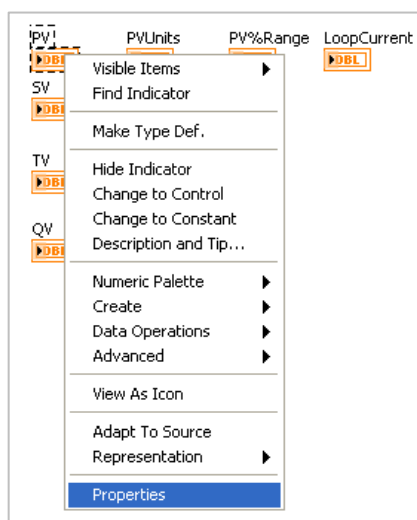 PV PVUnits PV%Range LoopCurrent
DBL DBL
SV
DBL
TV
DBL
QV
DBL
Visible Items
Find Indicator
Make Type Def.
Hide Indicator
Change to Control
Change to Constant
Description and Tip...
Numeric Palette
Create
Data Operations
Advanced
View As Icon
Adapt To Source
Representation
Properties